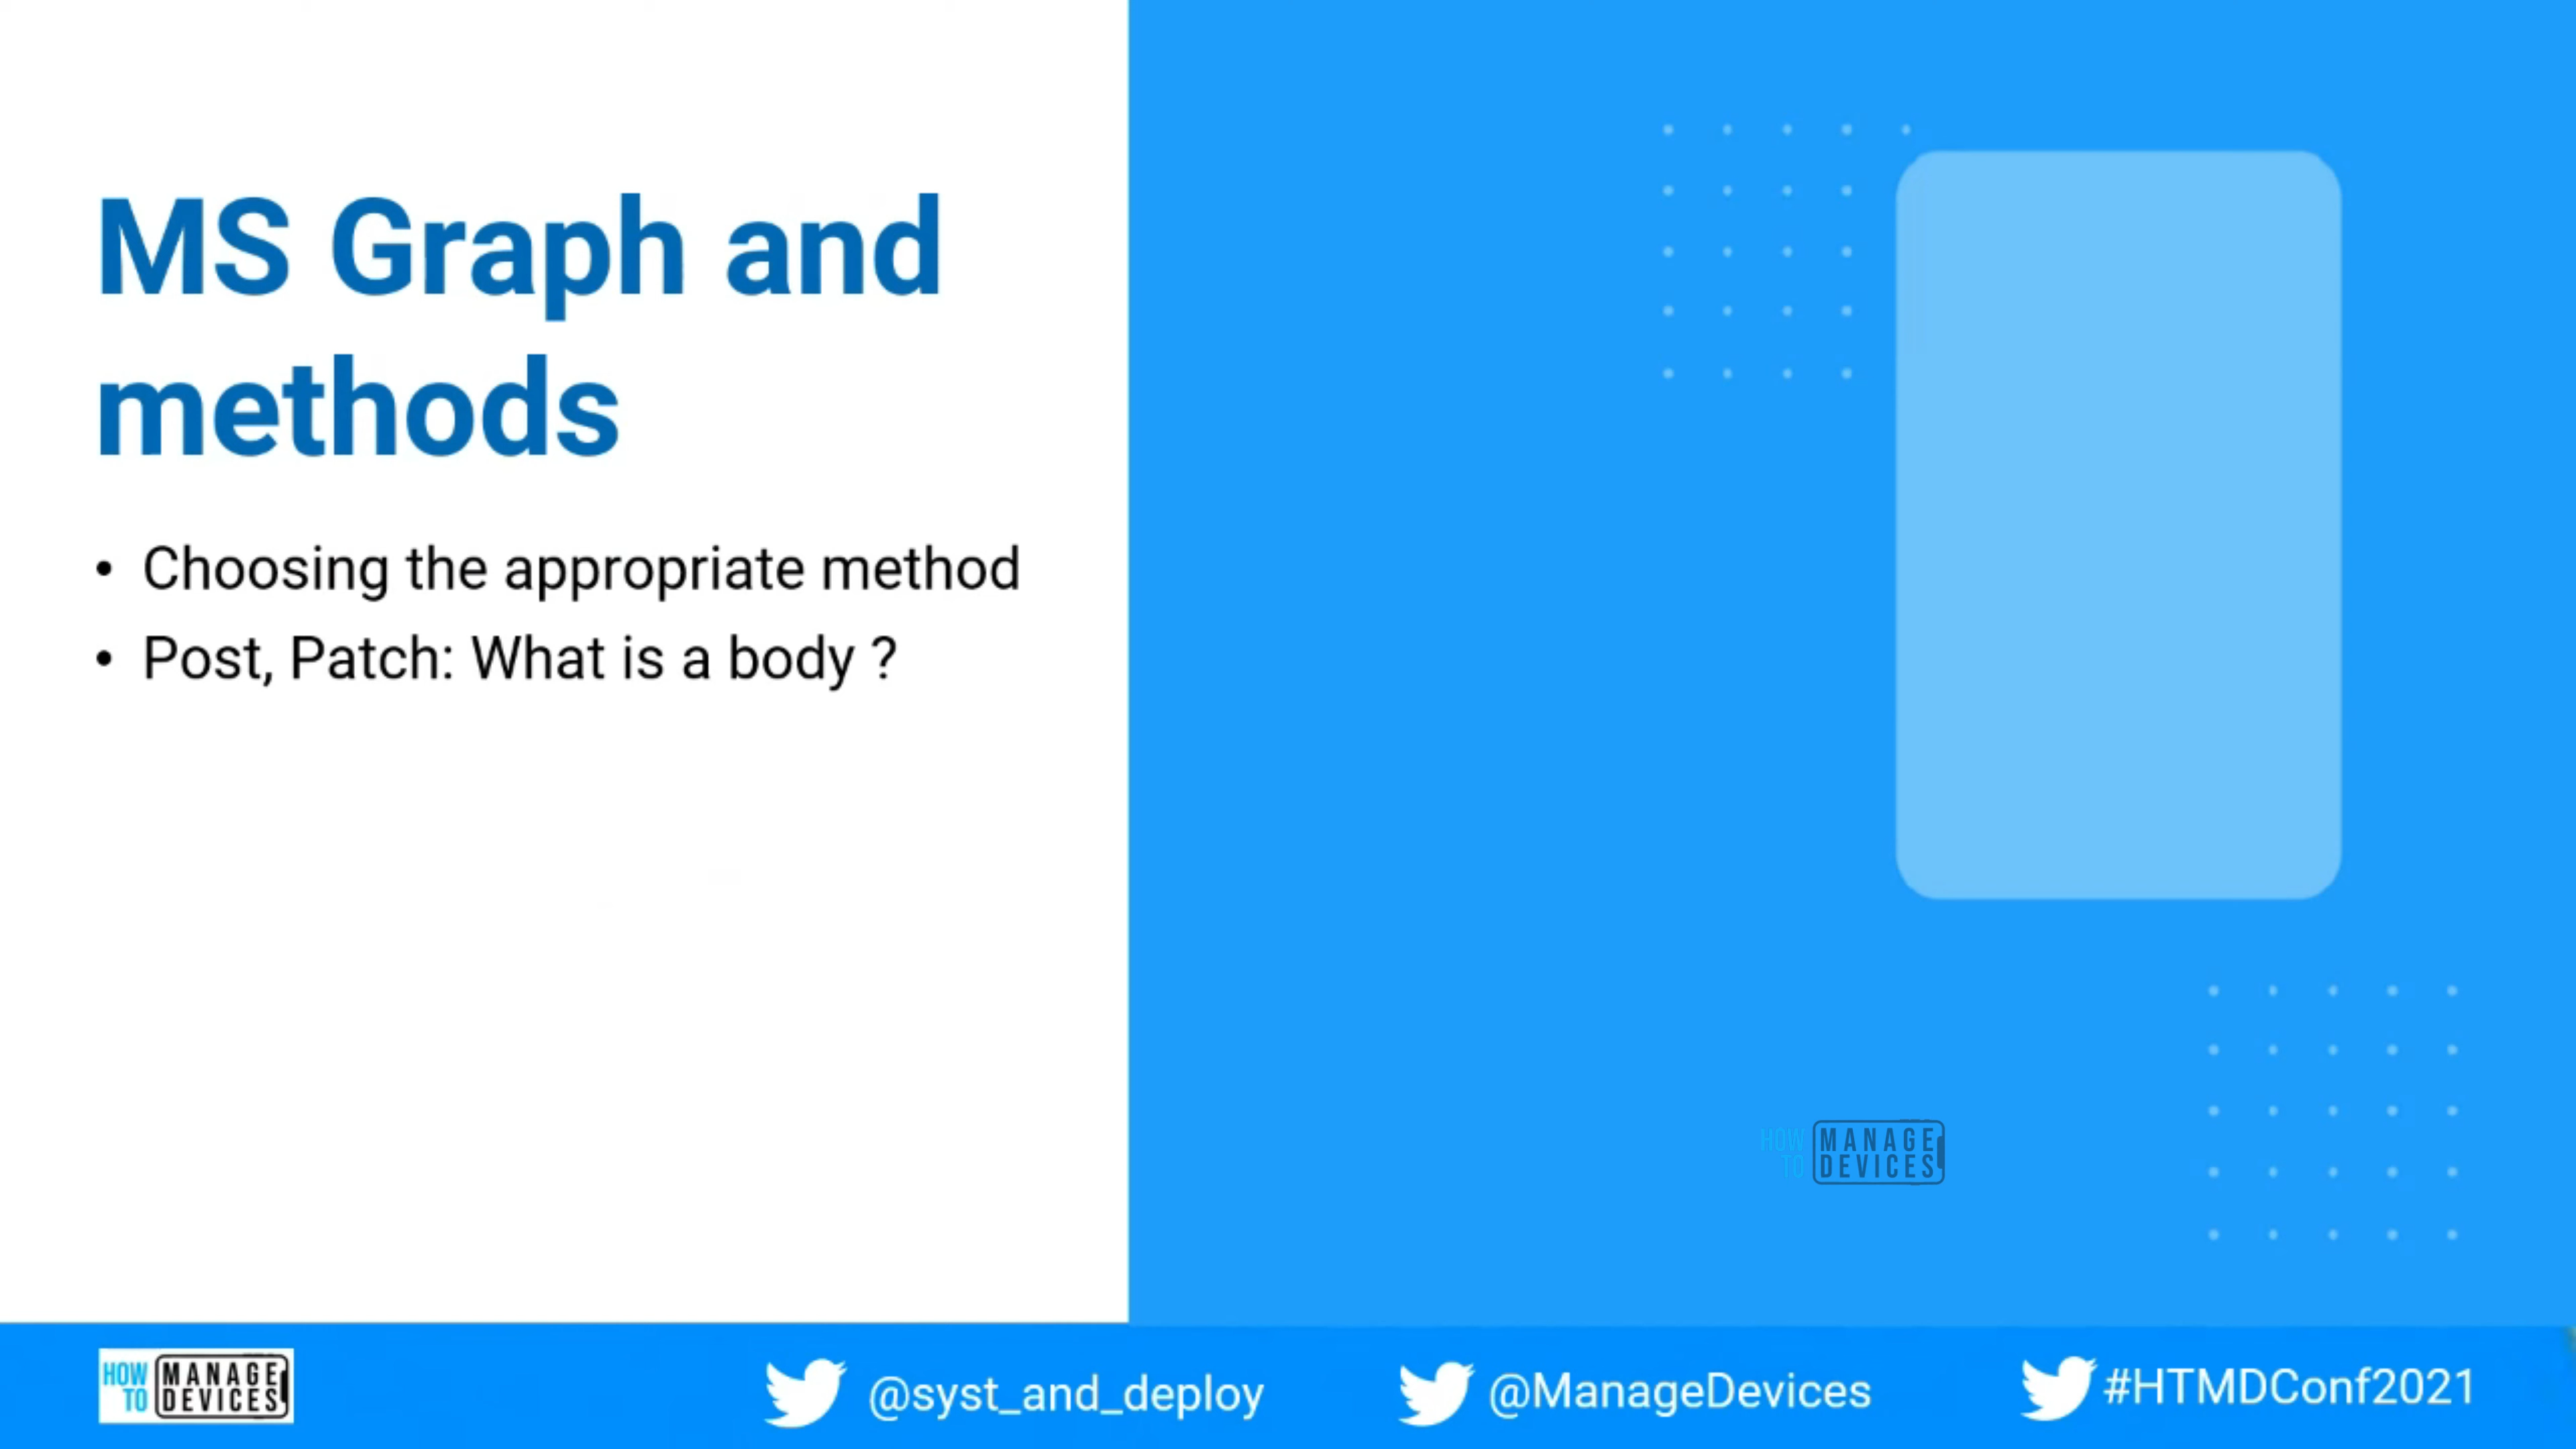 MS Graph and
methods
• Choosing the appropriate method
• Post, Patch: What is a body ?
HOW TO MANAGE DEVICES
HOW TO MANAGE DEVICES
@syst_and_deploy
@ManageDevices
#HTMDConf2021